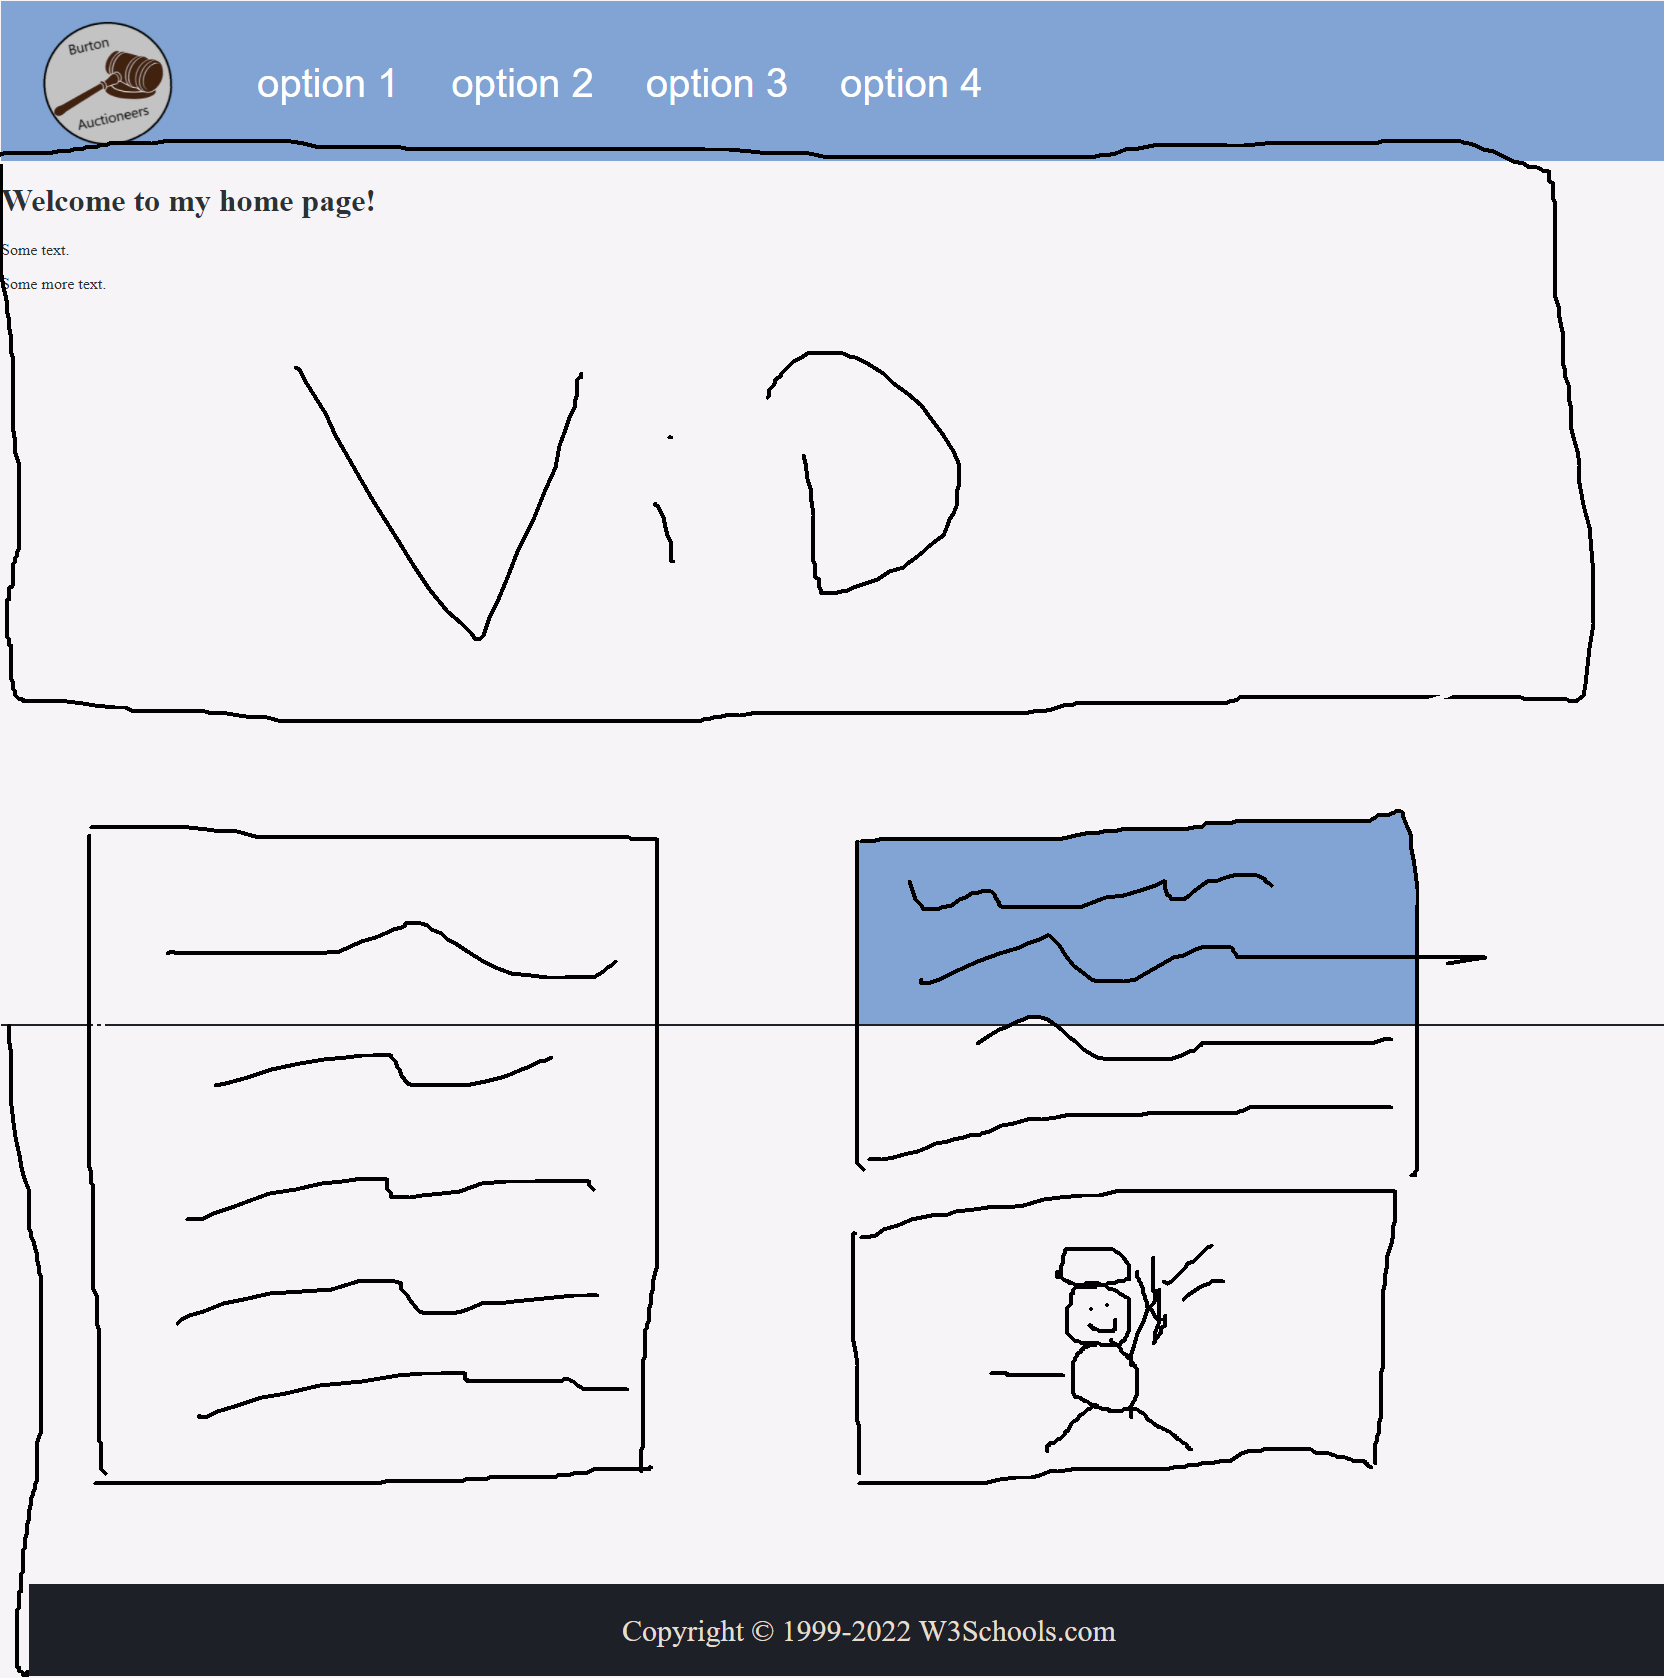 Burton
Auctioneers
option 1 option 2 option 3 option 4
Welcome to my home page!
Some text.
Some more text.
ViD
Copyright © 1999-2022 W3Schools.com